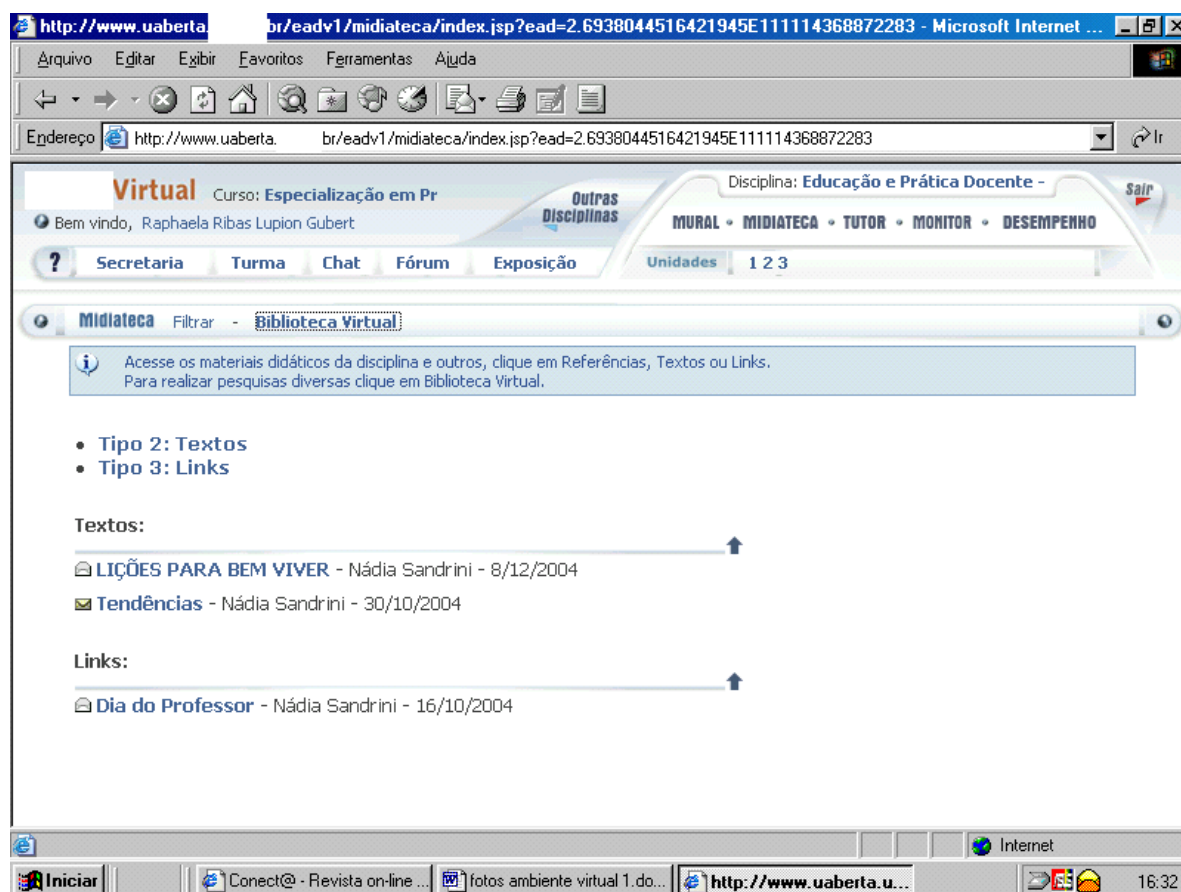 http://www.uaberta. br/eadv1/midiateca/index.jsp?ead=2.6938044516421945E111114368872283 - Microsoft Internet ...
Arquivo Editar Exibir Favoritos Ferramentas Ajuda
Endereço http://www.uaberta. br/eadv1/midiateca/index.jsp?ead=2.6938044516421945E111114368872283 Ir
Virtual Curso: Especialização em Pr Outras Disciplinas Disciplina: Educação e Prática Docente - Sair
Bem vindo, Raphaela Ribas Lupion Gubert MURAL • MIDIATECA • TUTOR • MONITOR • DESEMPENHO
? Secretaria Turma Chat Fórum Exposição Unidades 1 2 3
Midiateca Filtrar - Biblioteca Virtual
Acesse os materiais didáticos da disciplina e outros, clique em Referências, Textos ou Links.
Para realizar pesquisas diversas clique em Biblioteca Virtual.
• Tipo 2: Textos
• Tipo 3: Links
Textos:
LIÇÕES PARA BEM VIVER - Nádia Sandrini - 8/12/2004
Tendências - Nádia Sandrini - 30/10/2004
Links:
Dia do Professor - Nádia Sandrini - 16/10/2004
Internet
Iniciar Conect@ - Revista on-line ... fotos ambiente virtual 1.do... http://www.uaberta.u... 16:32